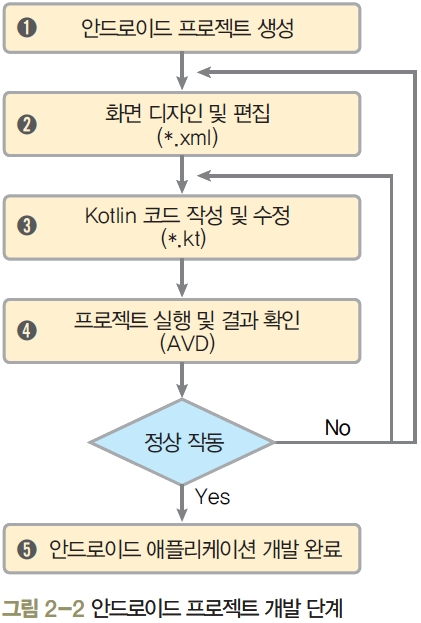 ❶ 안드로이드 프로젝트 생성
❷ 화면 디자인 및 편집
(*.xml)
❸ Kotlin 코드 작성 및 수정
(*.kt)
❹ 프로젝트 실행 및 결과 확인
(AVD)
정상 작동
No
Yes
❺ 안드로이드 애플리케이션 개발 완료
그림 2-2 안드로이드 프로젝트 개발 단계